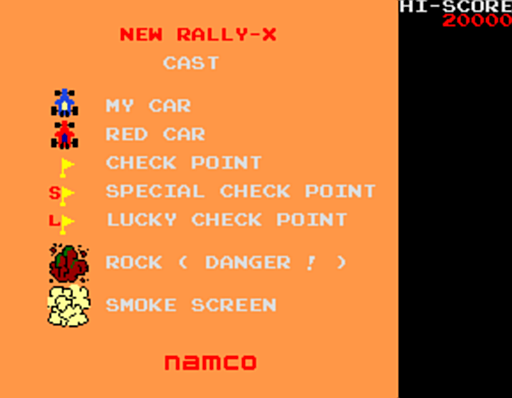 HI-SCORE
20000
NEW RALLY-X
CAST
MY CAR
RED CAR
CHECK POINT
S SPECIAL CHECK POINT
L LUCKY CHECK POINT
ROCK ( DANGER ! )
SMOKE SCREEN
namco